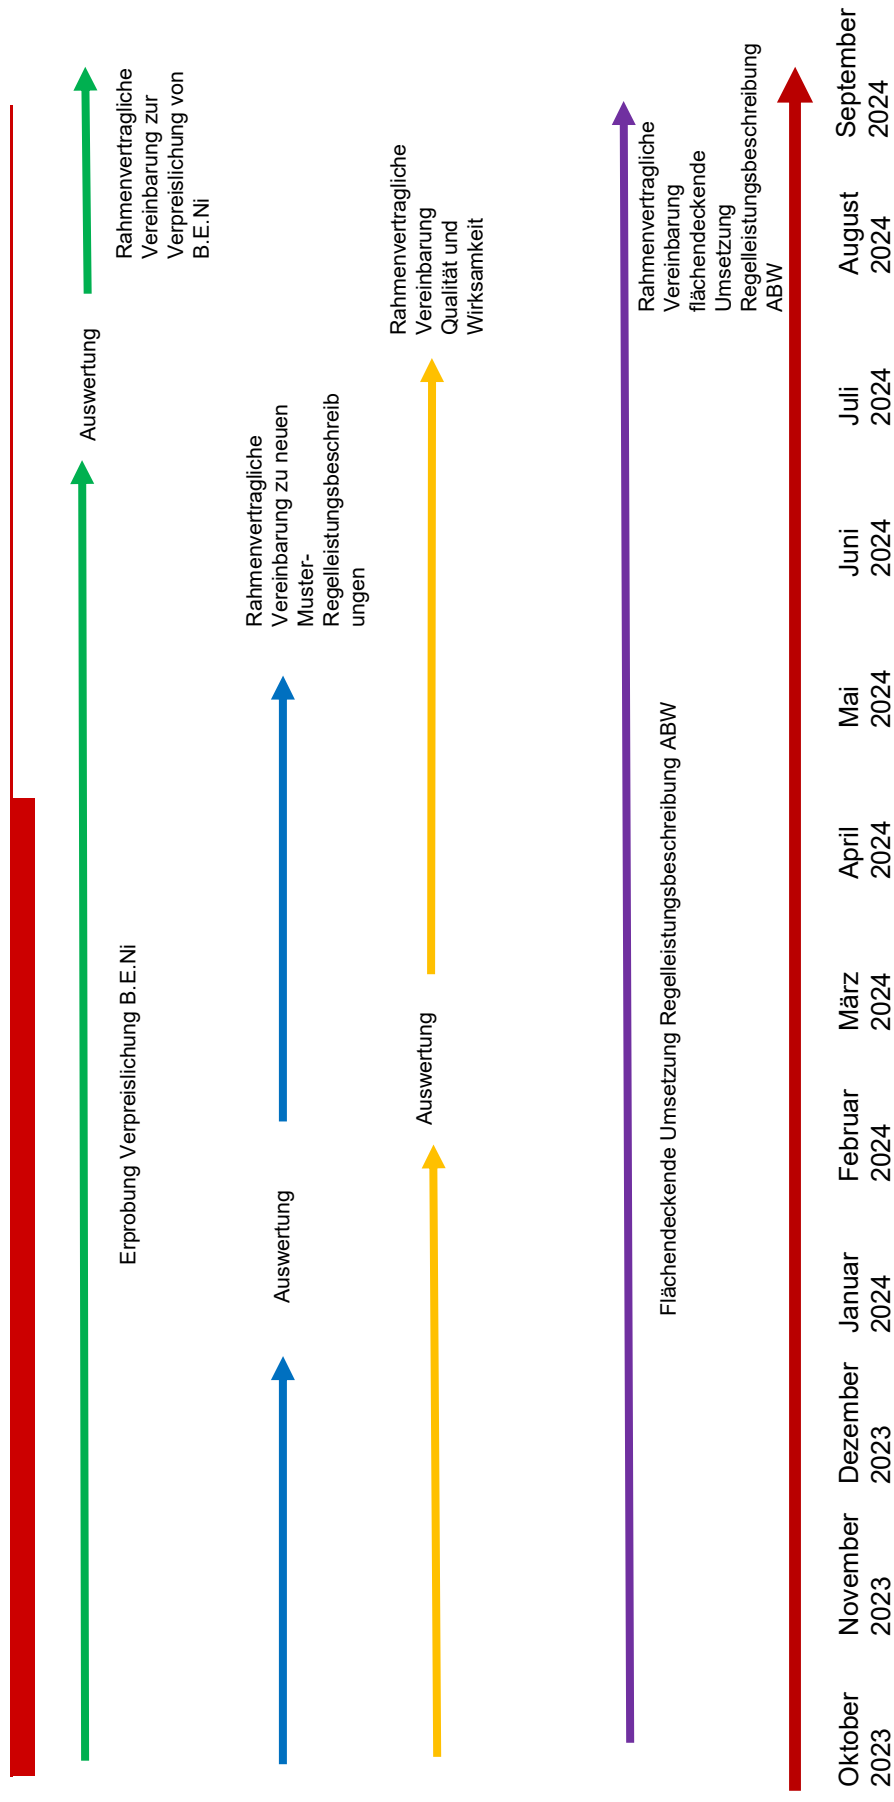 Erprobung Verpreislichung B.E.Ni
Auswertung
Rahmenvertragliche
Vereinbarung zur
Verpreislichung von
B.E.Ni
Auswertung
Rahmenvertragliche
Vereinbarung zu neuen
Muster-
Regelleistungsbeschreib
ungen
Auswertung
Rahmenvertragliche
Vereinbarung
Qualität und
Wirksamkeit
Flächendeckende Umsetzung Regelleistungsbeschreibung ABW
Rahmenvertragliche
Vereinbarung
flächendeckende
Umsetzung
Regelleistungsbeschreibung
ABW
Oktober
2023
November
2023
Dezember
2023
Januar
2024
Februar
2024
März
2024
April
2024
Mai
2024
Juni
2024
Juli
2024
August
2024
September
2024